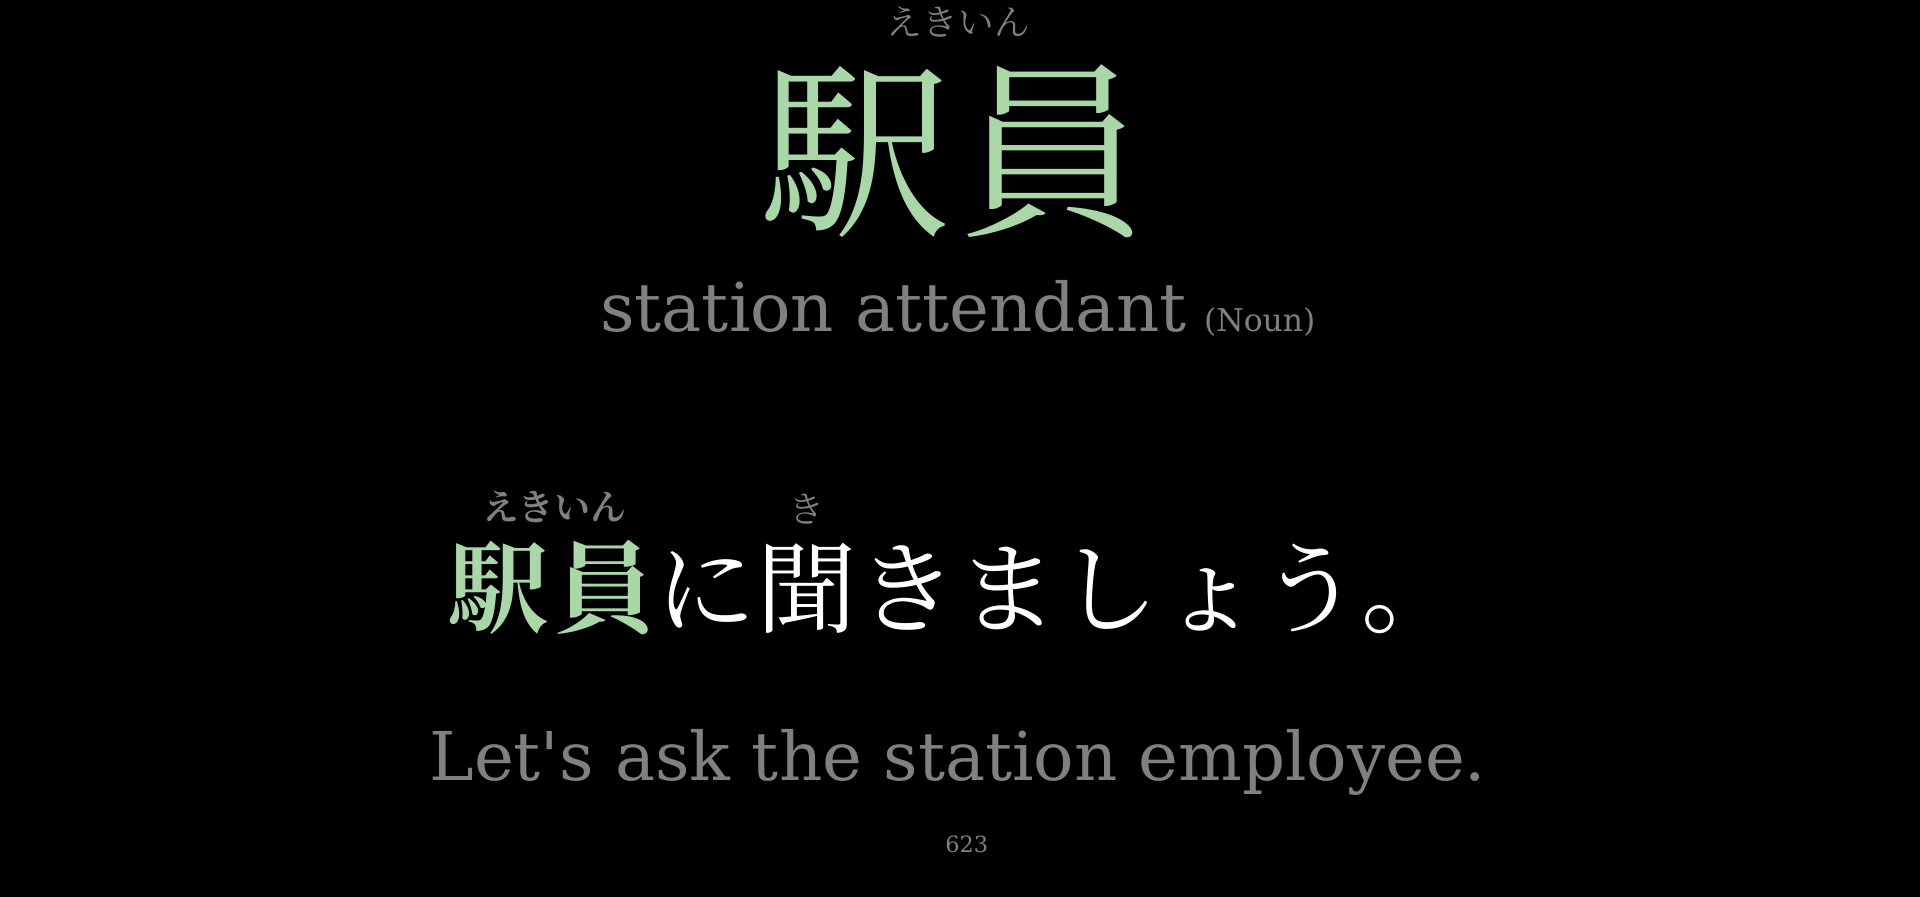 えきいん
駅員
station attendant (Noun)
えきいん き
駅員に聞きましょう。
Let's ask the station employee.
623